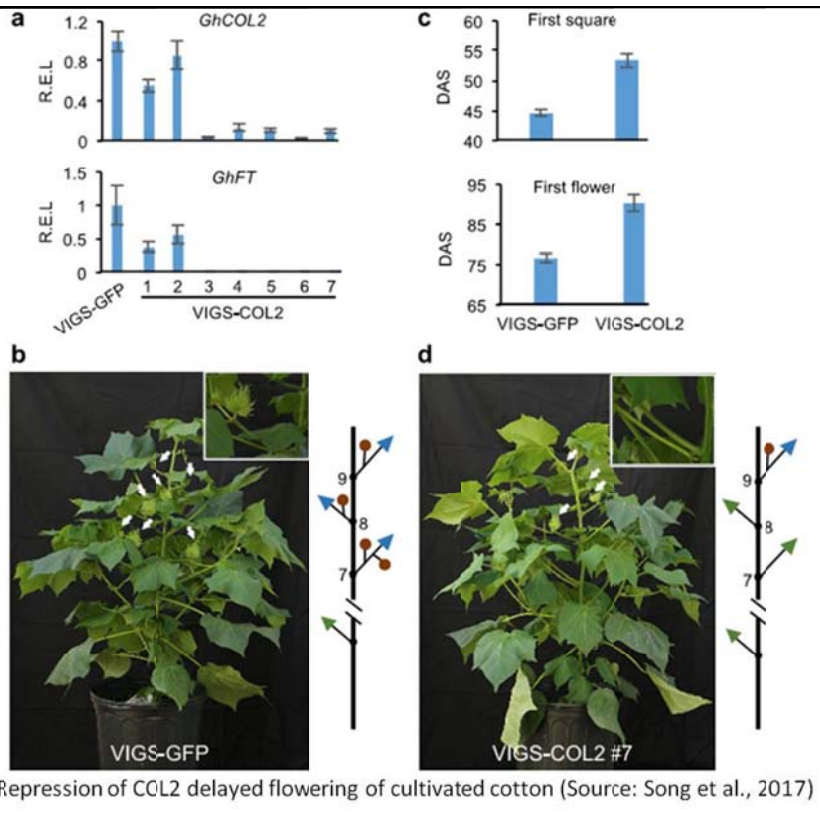 a
GhCOL2
R.E.L
1.2
0.8
0.4
0
GhFT
R.E.L
1.5
1
0.5
0
VIGS-GFP
1 2 3 4 5 6 7
VIGS-COL2
c
First square
DAS
60
55
50
45
40
First flower
DAS
95
85
75
65
VIGS-GFP VIGS-COL2
b
9
8
7
VIGS-GFP
d
9
8
7
VIGS-COL2 #7
Repression of COL2 delayed flowering of cultivated cotton (Source: Song et al., 2017)